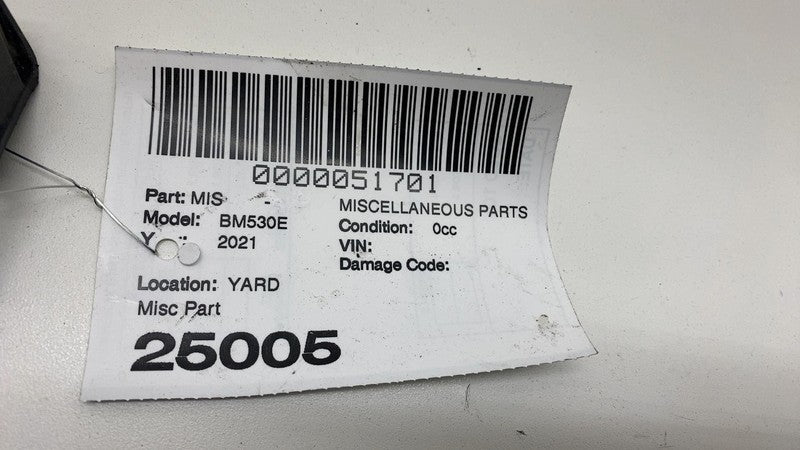 0000051701
Part: MIS - MISCELLANEOUS PARTS
Model: BM530E Condition: 0cc
2021 VIN:
Damage Code:
Location: YARD
Misc Part
25005